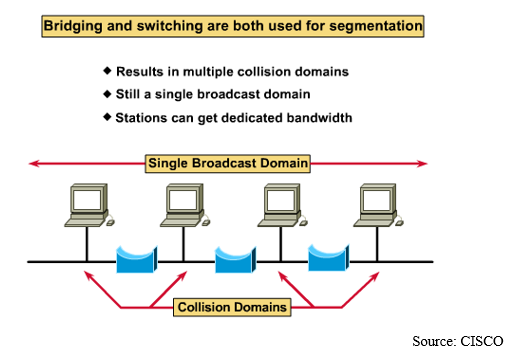 Bridging and switching are both used for segmentation
◆ Results in multiple collision domains
◆ Still a single broadcast domain
◆ Stations can get dedicated bandwidth
Single Broadcast Domain
Collision Domains
Source: CISCO